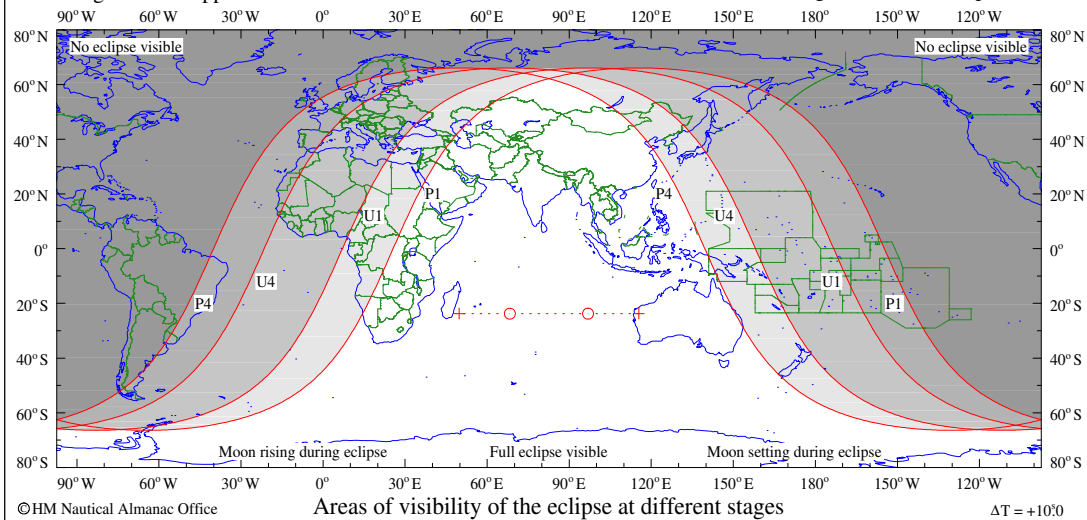 90° W 60° W 30° W 0° 30° E 60° E 90° E 120° E 150° E 180° 150° W 120° W
80° N No eclipse visible No eclipse visible 80° N
60° N 60° N
40° N 40° N
20° N P1 P4 20° N
U1 U4
0° 0°
U4 U1
20° S P4 P1 20° S
40° S 40° S
60° S 60° S
Moon rising during eclipse Full eclipse visible Moon setting during eclipse
80° S 80° S
90° W 60° W 30° W 0° 30° E 60° E 90° E 120° E 150° E 180° 150° W 120° W
©HM Nautical Almanac Office Areas of visibility of the eclipse at different stages ΔT = +10ˢ.0